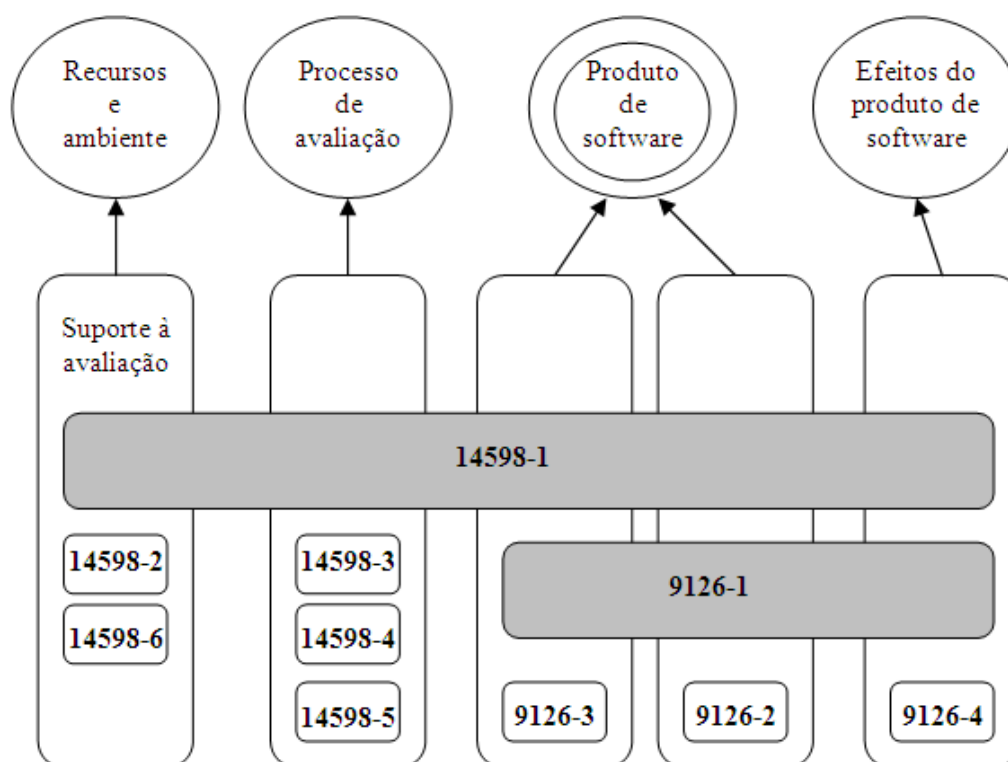 Recursos
e
ambiente
Processo
de
avaliação
Produto
de
software
Efeitos do
produto de
software
Suporte à
avaliação
14598-1
14598-2
14598-3
9126-1
14598-6
14598-4
14598-5
9126-3
9126-2
9126-4